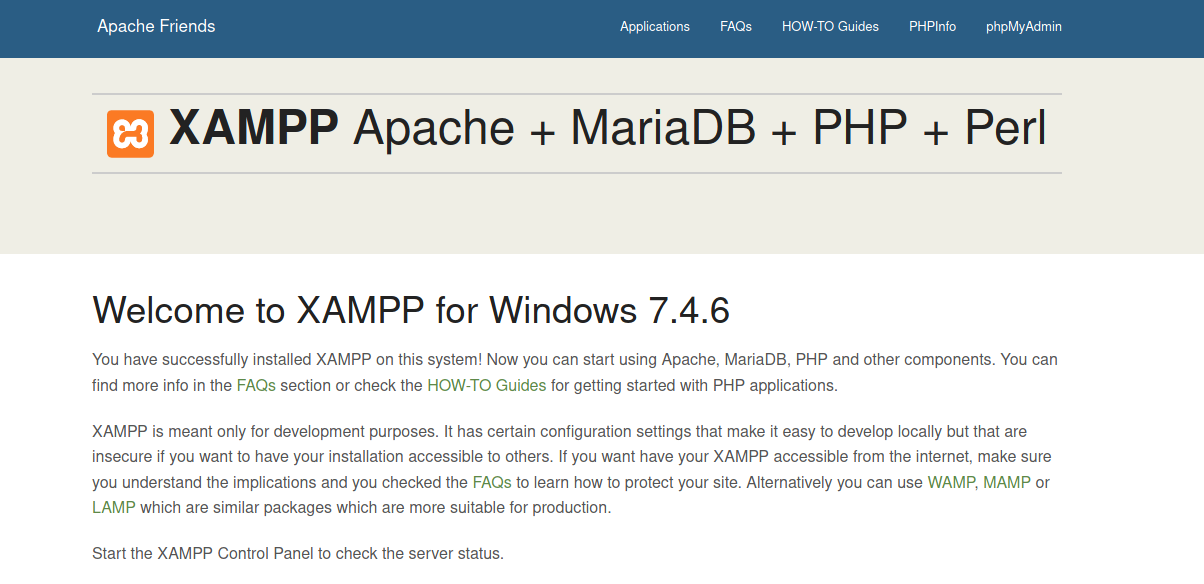 Apache Friends Applications FAQs HOW-TO Guides PHPInfo phpMyAdmin
XAMPP Apache + MariaDB + PHP + Perl
Welcome to XAMPP for Windows 7.4.6
You have successfully installed XAMPP on this system! Now you can start using Apache, MariaDB, PHP and other components. You can
find more info in the FAQs section or check the HOW-TO Guides for getting started with PHP applications.
XAMPP is meant only for development purposes. It has certain configuration settings that make it easy to develop locally but that are
insecure if you want to have your installation accessible to others. If you want have your XAMPP accessible from the internet, make sure
you understand the implications and you checked the FAQs to learn how to protect your site. Alternatively you can use WAMP, MAMP or
LAMP which are similar packages which are more suitable for production.
Start the XAMPP Control Panel to check the server status.